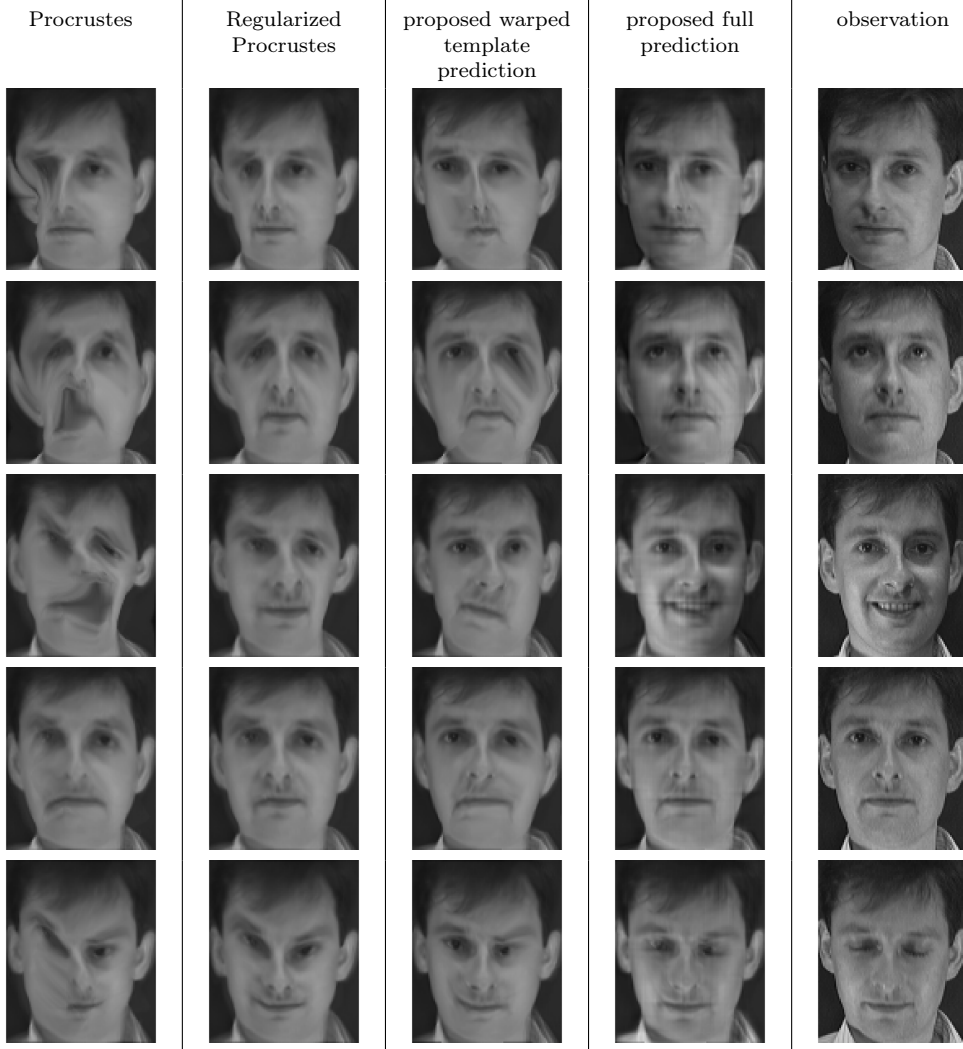 Procrustes
Regularized
Procrustes
proposed warped
template
prediction
proposed full
prediction
observation